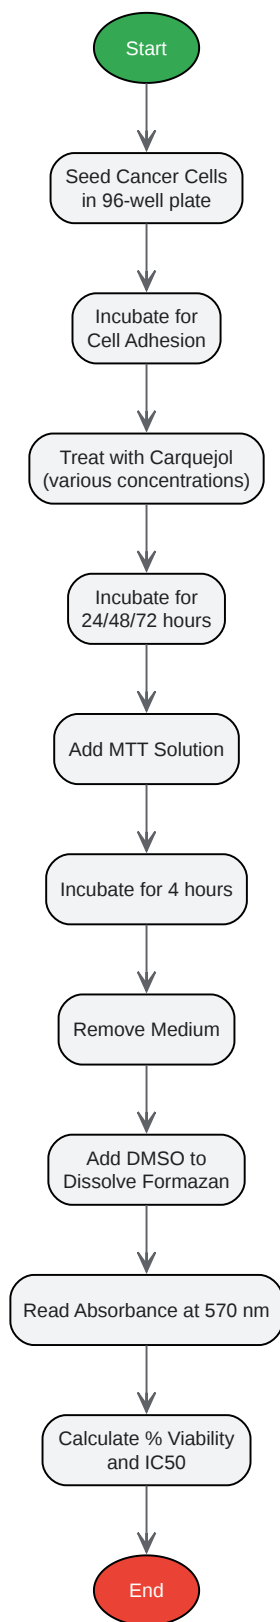 Start
Seed Cancer Cells
in 96-well plate
Incubate for
Cell Adhesion
Treat with Carquejol
(various concentrations)
Incubate for
24/48/72 hours
Add MTT Solution
Incubate for 4 hours
Remove Medium
Add DMSO to
Dissolve Formazan
Read Absorbance at 570 nm
Calculate % Viability
and IC50
End